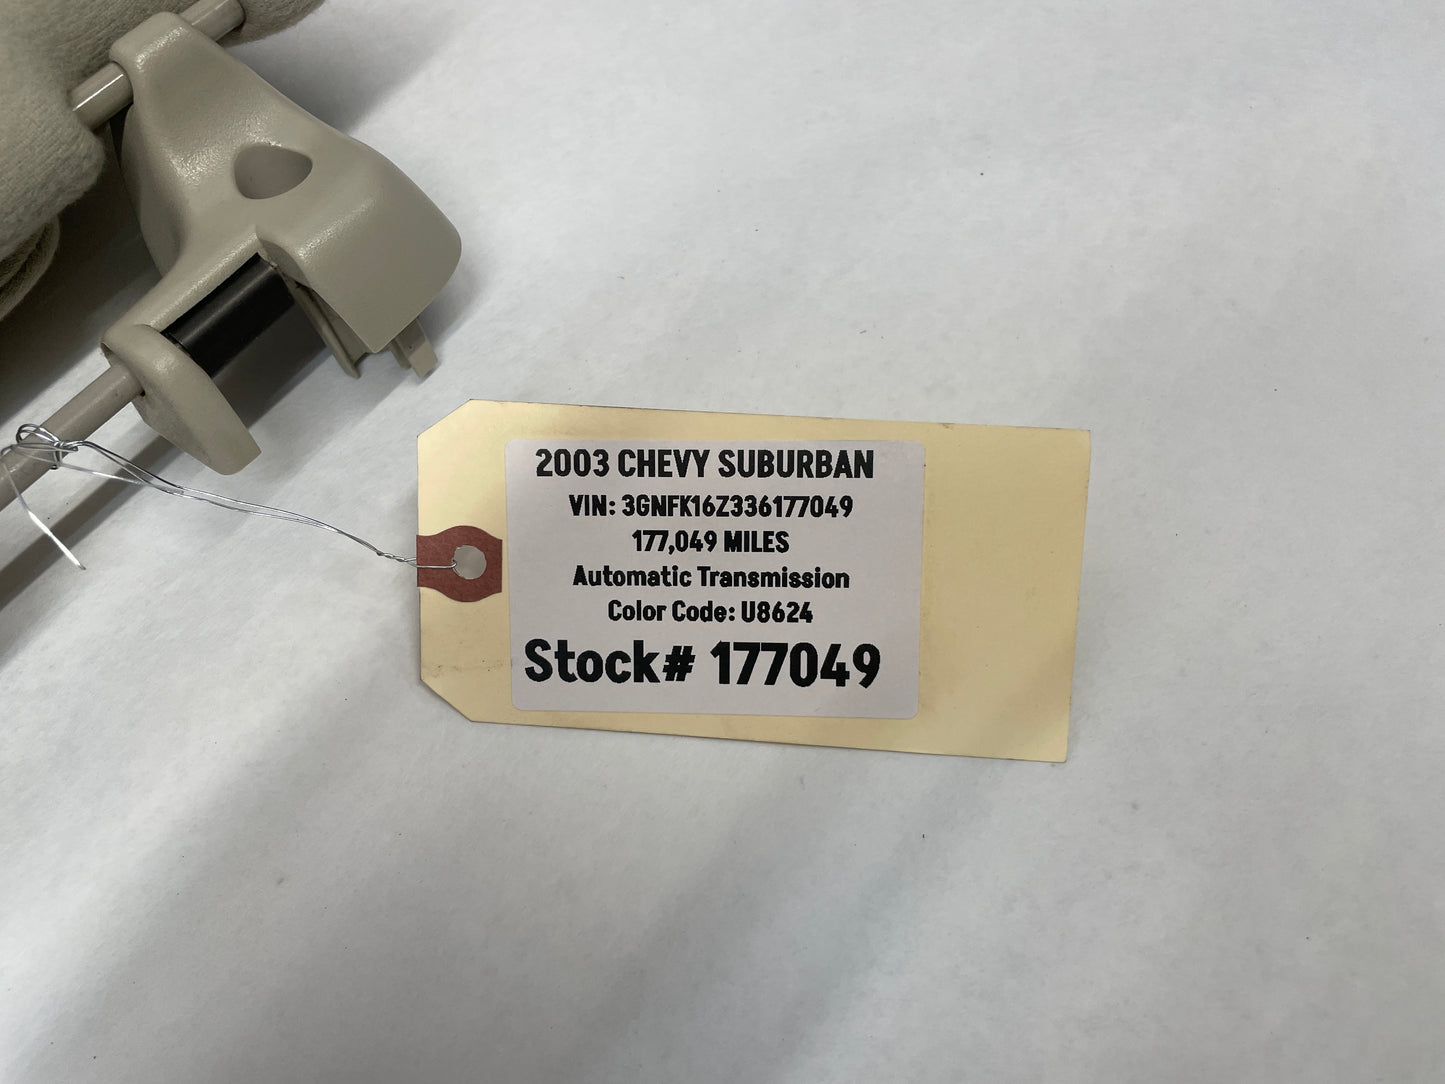 2003 CHEVY SUBURBAN
VIN: 3GNFK16Z336177049
177,049 MILES
Automatic Transmission
Color Code: U8624
Stock# 177049